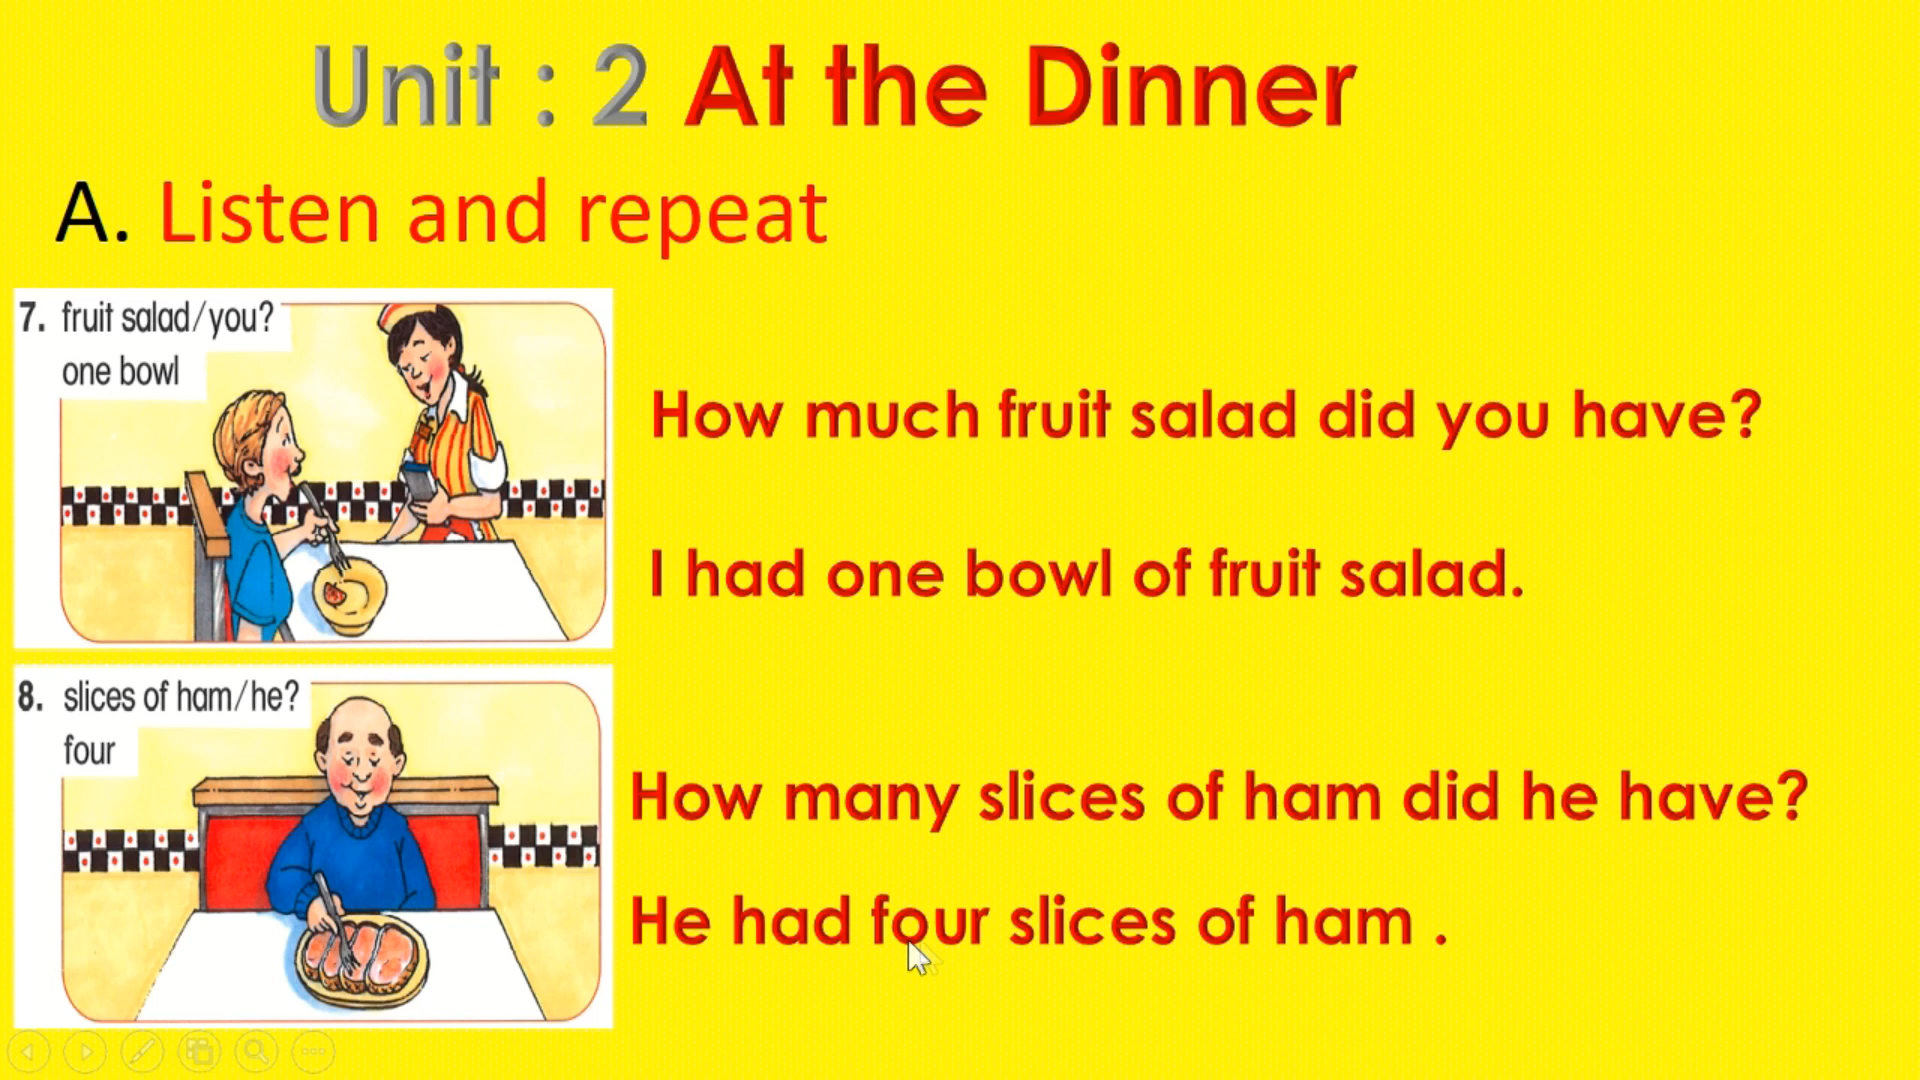 Unit : 2 At the Dinner
A. Listen and repeat
7. fruit salad/you?
one bowl
How much fruit salad did you have?
I had one bowl of fruit salad.
8. slices of ham/he?
four
How many slices of ham did he have?
He had four slices of ham .